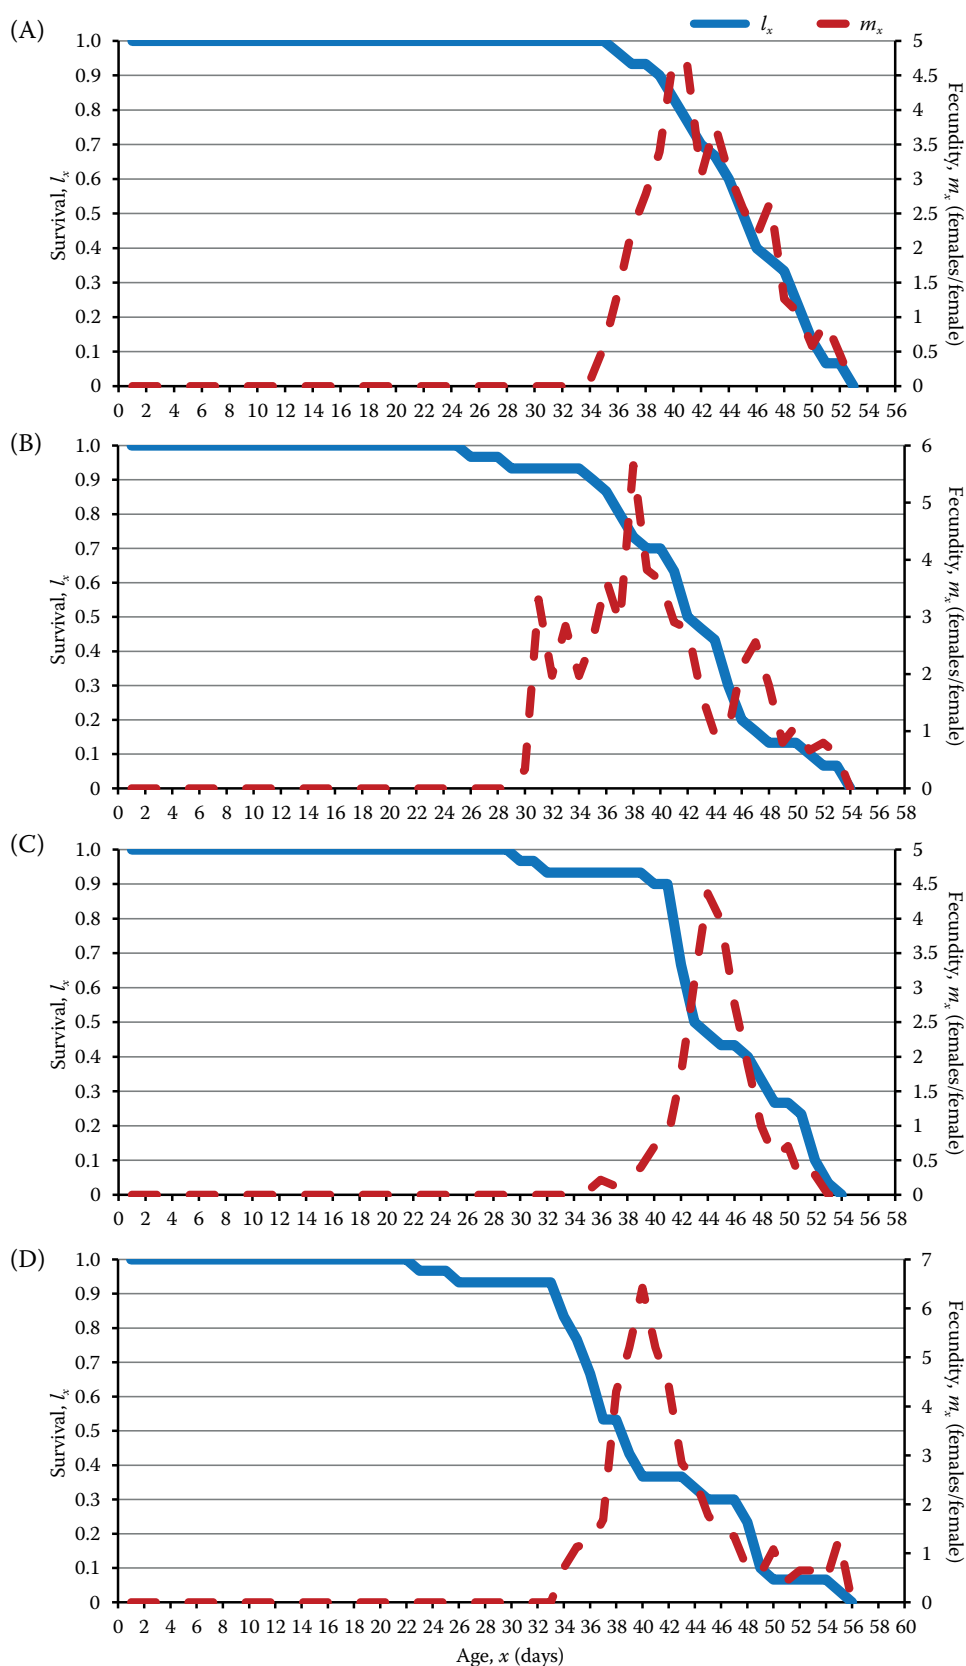 (A)
l_x m_x
1.0 0.9 0.8 0.7 0.6 0.5 0.4 0.3 0.2 0.1 0
Survival, l_x
5 4.5 4 3.5 3 2.5 2 1.5 1 0.5 0
Fecundity, m_x (females/female)
0 2 4 6 8 10 12 14 16 18 20 22 24 26 28 30 32 34 36 38 40 42 44 46 48 50 52 54 56
(B)
1.0 0.9 0.8 0.7 0.6 0.5 0.4 0.3 0.2 0.1 0
Survival, l_x
6 5 4 3 2 1 0
Fecundity, m_x (females/female)
0 2 4 6 8 10 12 14 16 18 20 22 24 26 28 30 32 34 36 38 40 42 44 46 48 50 52 54 56 58
(C)
1.0 0.9 0.8 0.7 0.6 0.5 0.4 0.3 0.2 0.1 0
Survival, l_x
5 4.5 4 3.5 3 2.5 2 1.5 1 0.5 0
Fecundity, m_x (females/female)
0 2 4 6 8 10 12 14 16 18 20 22 24 26 28 30 32 34 36 38 40 42 44 46 48 50 52 54 56 58
(D)
1.0 0.9 0.8 0.7 0.6 0.5 0.4 0.3 0.2 0.1 0
Survival, l_x
7 6 5 4 3 2 1 0
Fecundity, m_x (females/female)
0 2 4 6 8 10 12 14 16 18 20 22 24 26 28 30 32 34 36 38 40 42 44 46 48 50 52 54 56 58 60
Age, x (days)